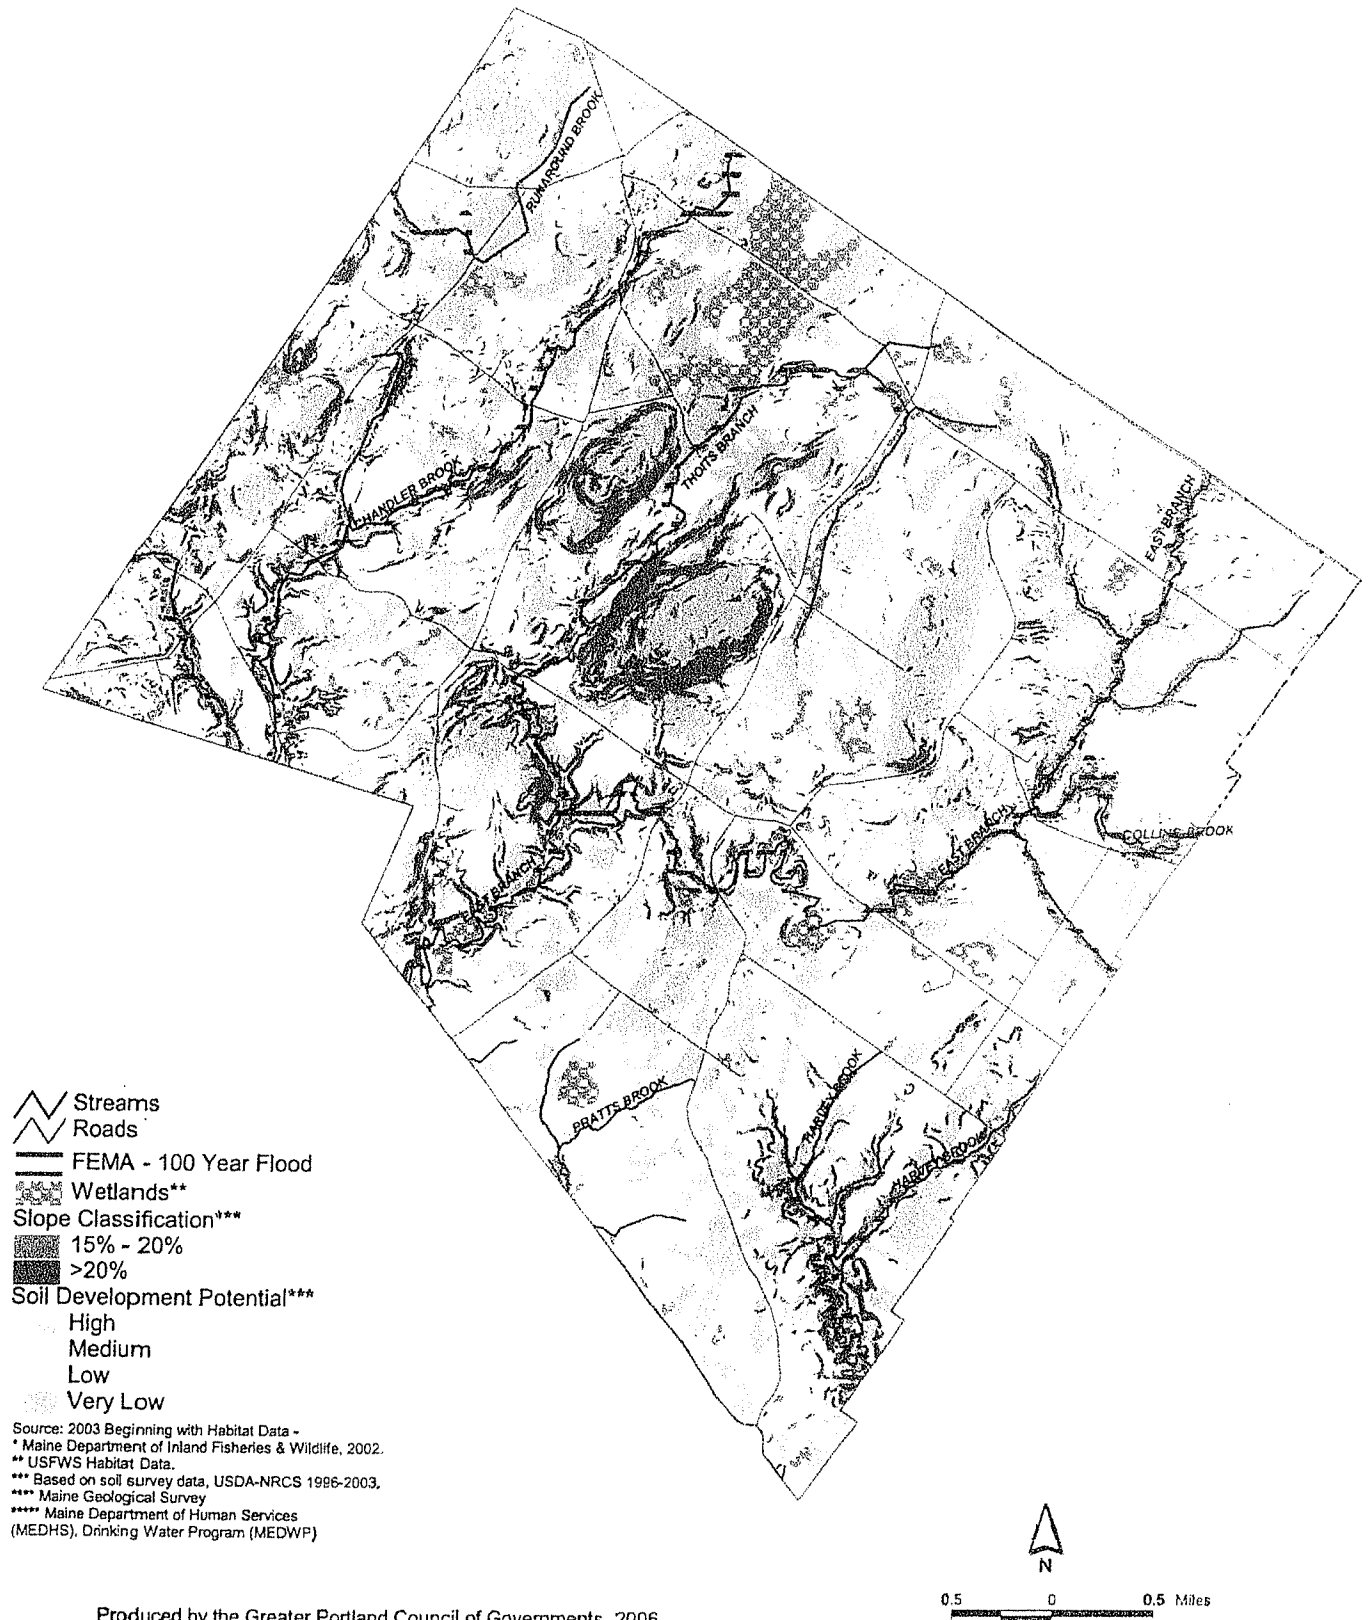 RUNAROUND BROOK
CHANDLER BROOK
THOITS BRANCH
EAST BRANCH
COLLINS BROOK
EAST BRANCH
EAST BRANCH
HARVEY BROOK
PRATTS BROOK
HARVEY BROOK
Streams
Roads
FEMA - 100 Year Flood
Wetlands**
Slope Classification***
15% - 20%
>20%
Soil Development Potential***
High
Medium
Low
Very Low
Source: 2003 Beginning with Habitat Data -
* Maine Department of Inland Fisheries & Wildlife, 2002.
** USFWS Habitat Data.
*** Based on soil survey data, USDA-NRCS 1996-2003.
**** Maine Geological Survey
***** Maine Department of Human Services
(MEDHS), Drinking Water Program (MEDWP)
N
0.5 0 0.5 Miles
Produced by the Greater Portland Council of Governments, 2006